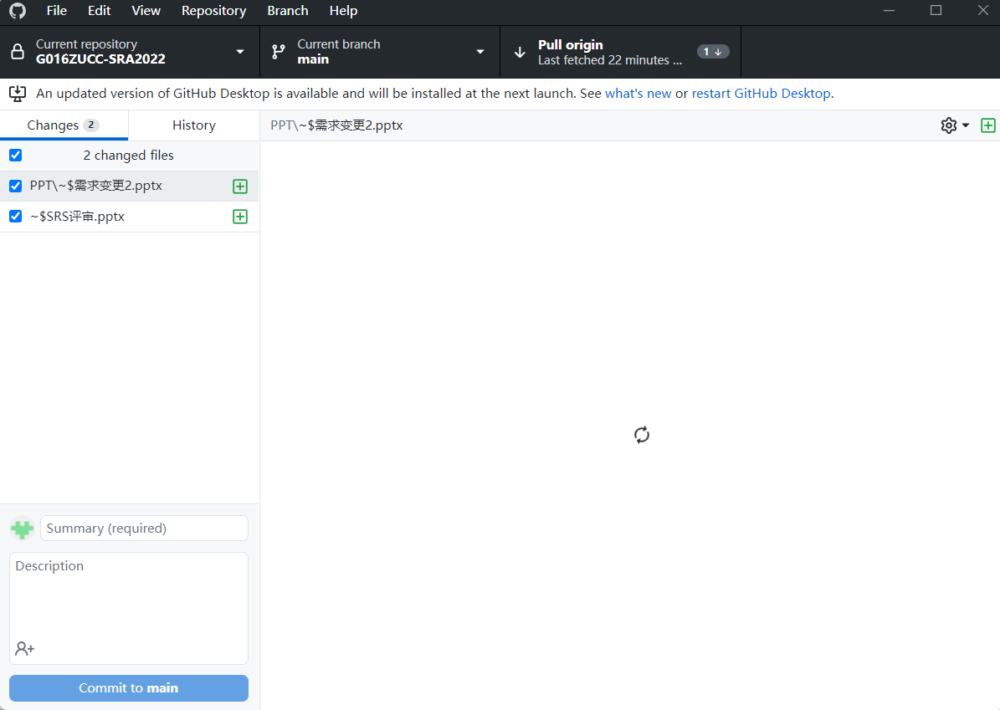 File Edit View Repository Branch Help
Current repository
G016ZUCC-SRA2022
Current branch
main
Pull origin
Last fetched 22 minutes ...
1
An updated version of GitHub Desktop is available and will be installed at the next launch. See what's new or restart GitHub Desktop.
Changes 2
History
PPT\~$需求变更2.pptx
2 changed files
PPT\~$需求变更2.pptx
~$SRS评审.pptx
Summary (required)
Description
Commit to main